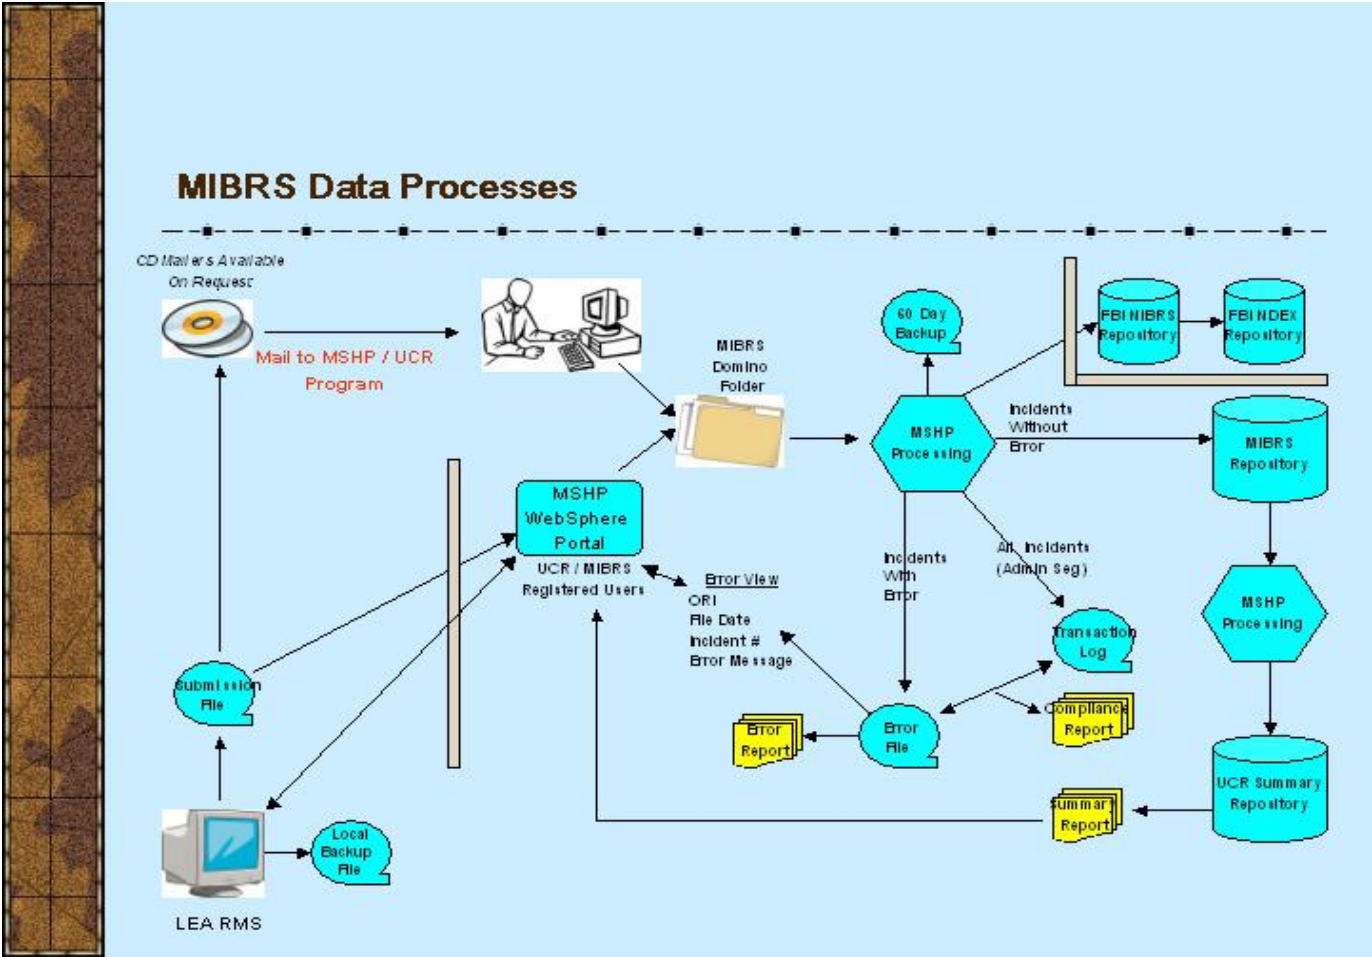 MIBRS Data Processes
CD Mailers Available
On Request
Mail to MSHP / UCR
Program
MIBRS
Domino
Folder
60 Day
Backup
FBI NIBRS
Repository
FBI NDEX
Repository
MSHP
Processing
Incidents
Without
Error
MIBRS
Repository
MSHP
WebSphere
Portal
UCR / MIBRS
Registered Users
Error View
ORI
File Date
Incident #
Error Message
Incidents
With
Error
All Incidents
(Admin Seg)
Transaction
Log
MSHP
Processing
Submission
File
Error
Report
Error
File
Compliance
Report
UCR Summary
Repository
Summary
Report
Local
Backup
File
LEA RMS